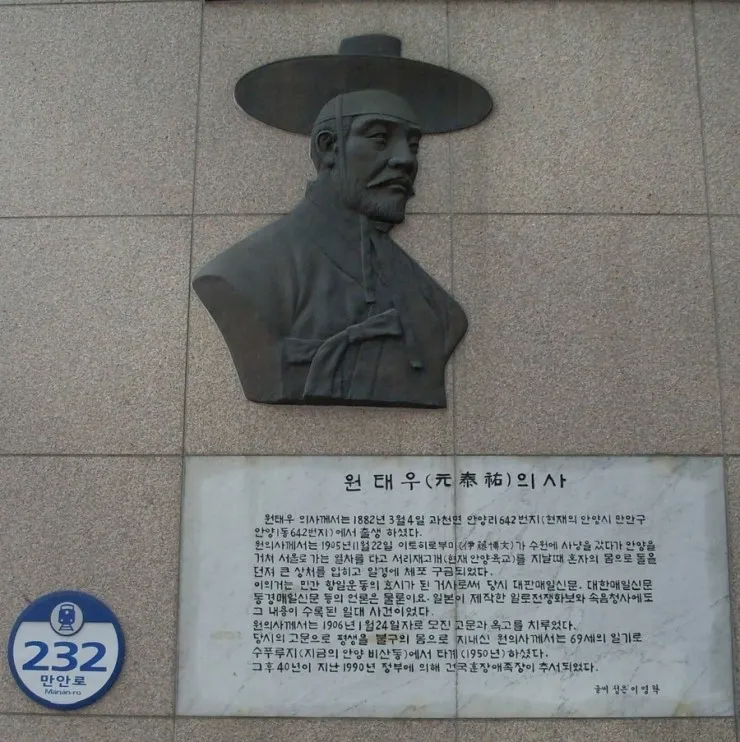 원태우(元泰祐)의사
원태우 의사께서는 1882년 3월 4일 과천면 안양리 642번지(현재의 안양시 만안구
안양1동 642번지)에서 출생 하셨다.
원의사께서는 1905년 11월 22일 이토히로부미(伊藤博文)가 수원에 사냥을 갔다가 안양을
거쳐 서울로 가는 열차를 타고 서리재고개(현재 안양육교)를 지날때 혼자의 몸으로 돌을
던져 큰 상처를 입히고 일경에 체포 구금되었다.
이의거는 민간 항일운동의 효시가 된 거사로써 당시 대판매일신문, 대한매일신문
동경매일신문 등의 언론은 물론이요. 일본이 제작한 일로전쟁화보와 속음청사에도
그 내용이 수록된 일대 사건이었다.
원의사께서는 1906년 1월 24일자로 모진 고문과 옥고를 치루었다.
당시의 고문으로 평생을 불구의 몸으로 지내신 원의사께서는 69세의 일기로
수푸루지(지금의 안양 비산동)에서 타계(1950년)하셨다.
그후 40년이 지난 1990년 정부에 의해 건국훈장애족장이 추서되었다.
이영
232
만안로
Manan-ro